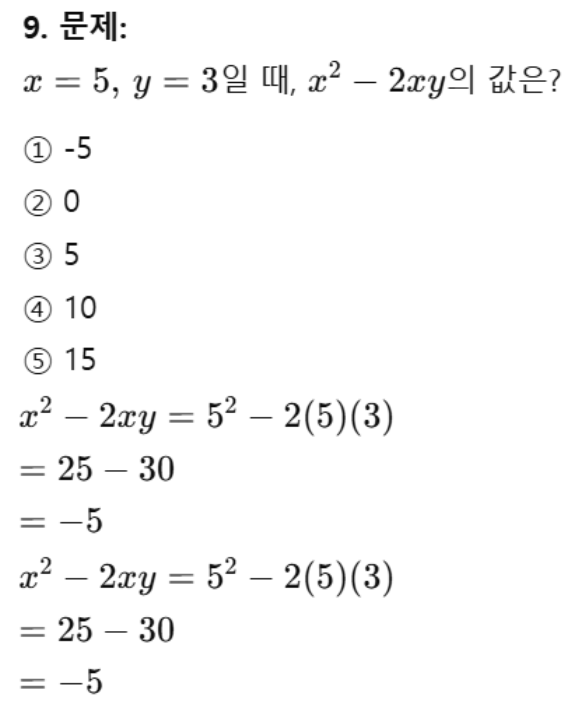 9. 문제:
x = 5, y = 3일 때, x² − 2xy의 값은?
① -5
② 0
③ 5
④ 10
⑤ 15
x² − 2xy = 5² − 2(5)(3)
= 25 − 30
= −5
x² − 2xy = 5² − 2(5)(3)
= 25 − 30
= −5